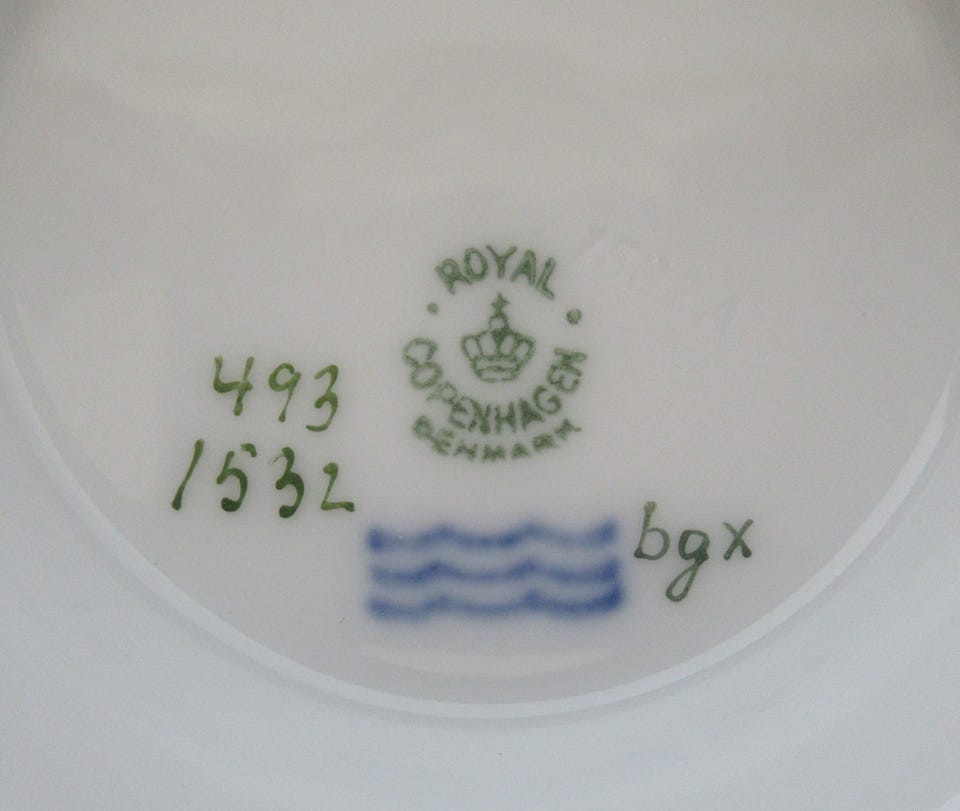 ROYAL
COPENHAGEN
DENMARK
493
1532
bgx